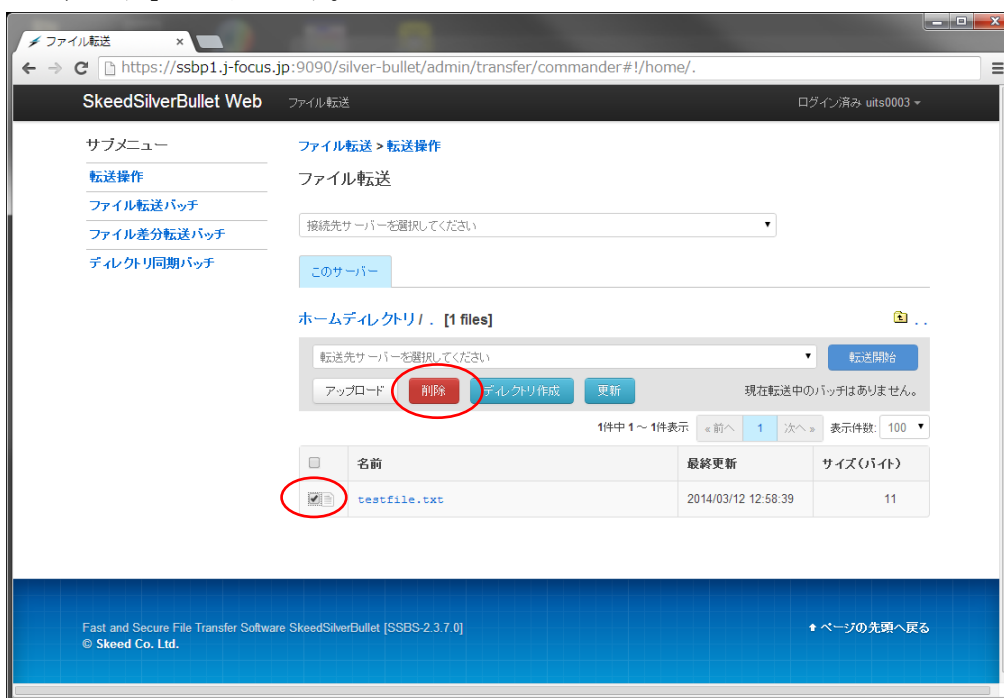 ファイル転送
https://ssbp1.j-focus.jp:9090/silver-bullet/admin/transfer/commander#!/home/.
SkeedSilverBullet Web ファイル転送 ログイン済み uits0003
サブメニュー
転送操作
ファイル転送バッチ
ファイル差分転送バッチ
ディレクトリ同期バッチ
ファイル転送 > 転送操作
ファイル転送
接続先サーバーを選択してください
このサーバー
ホームディレクトリ / . [1 files] . .
転送先サーバーを選択してください 転送開始
アップロード 削除 ディレクトリ作成 更新 現在転送中のバッチはありません。
1件中 1 ~ 1件表示 « 前へ 1 次へ » 表示件数: 100
名前 最終更新 サイズ(バイト)
testfile.txt 2014/03/12 12:58:39 11
Fast and Secure File Transfer Software SkeedSilverBullet [SSBS-2.3.7.0]
© Skeed Co. Ltd.
ページの先頭へ戻る